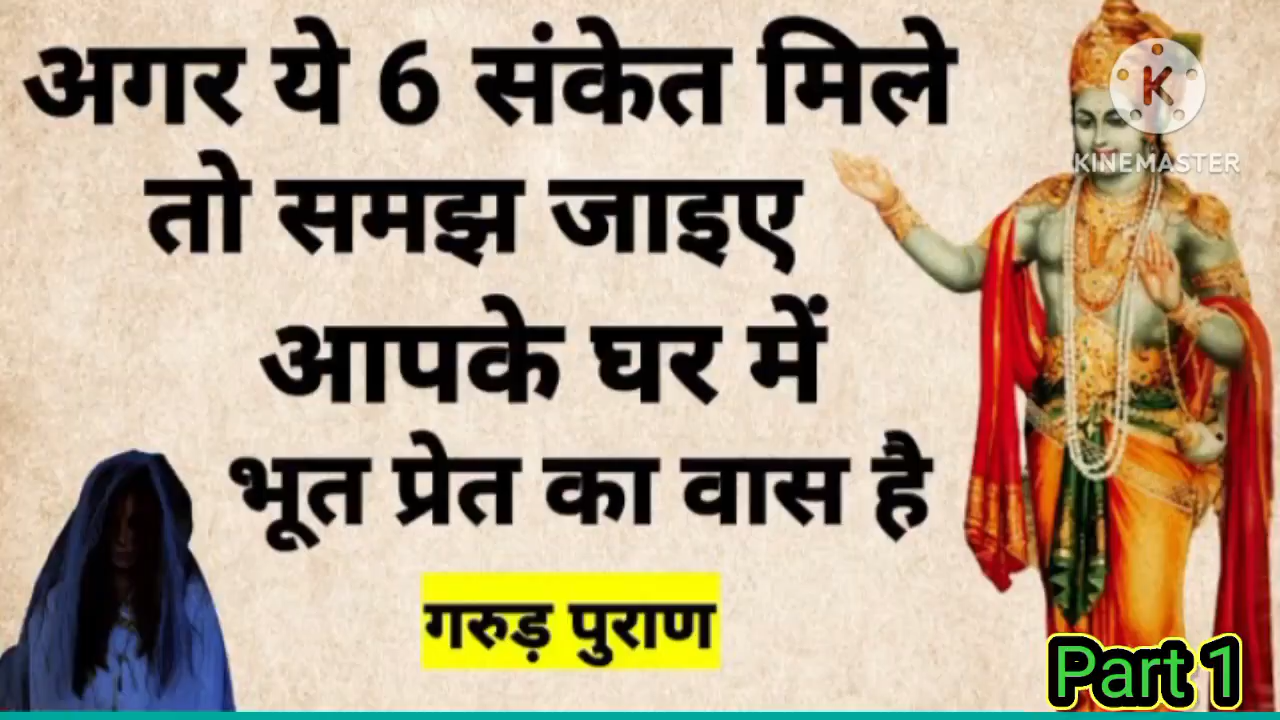 अगर ये 6 संकेत मिले
तो समझ जाइए
आपके घर में
भूत प्रेत का वास है
गरुड़ पुराण
K
KINEMASTER
Part 1